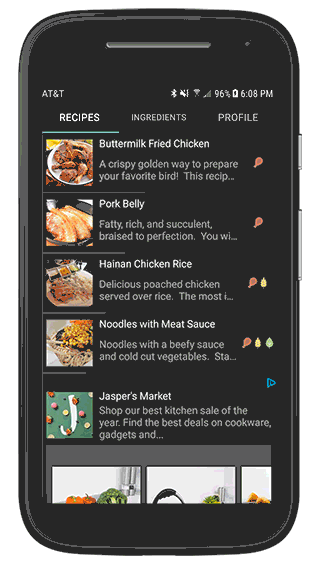 AT&T 96% 6:08 PM
RECIPES INGREDIENTS PROFILE
Buttermilk Fried Chicken
A crispy golden way to prepare
your favorite bird! This recip...
Pork Belly
Fatty, rich, and succulent,
braised to perfection. You wi...
Hainan Chicken Rice
Delicious poached chicken
served over rice. The most i...
Noodles with Meat Sauce
Noodles with a beefy sauce
and cold cut vegetables. Sta...
Jasper's Market
Shop our best kitchen sale of the
year. Find the best deals on cookware,
gadgets and...